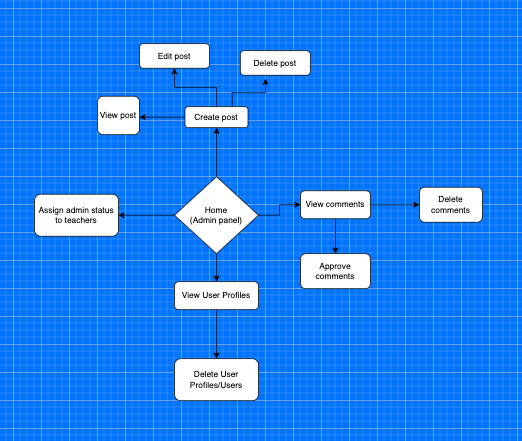 Edit post
Delete post
View post
Create post
Assign admin status
to teachers
Home
(Admin panel)
View comments
Delete
comments
Approve
comments
View User Profiles
Delete User
Profiles/Users